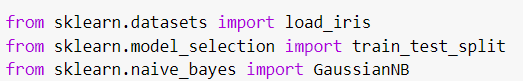 from sklearn.datasets import load_iris
from sklearn.model_selection import train_test_split
from sklearn.naive_bayes import GaussianNB